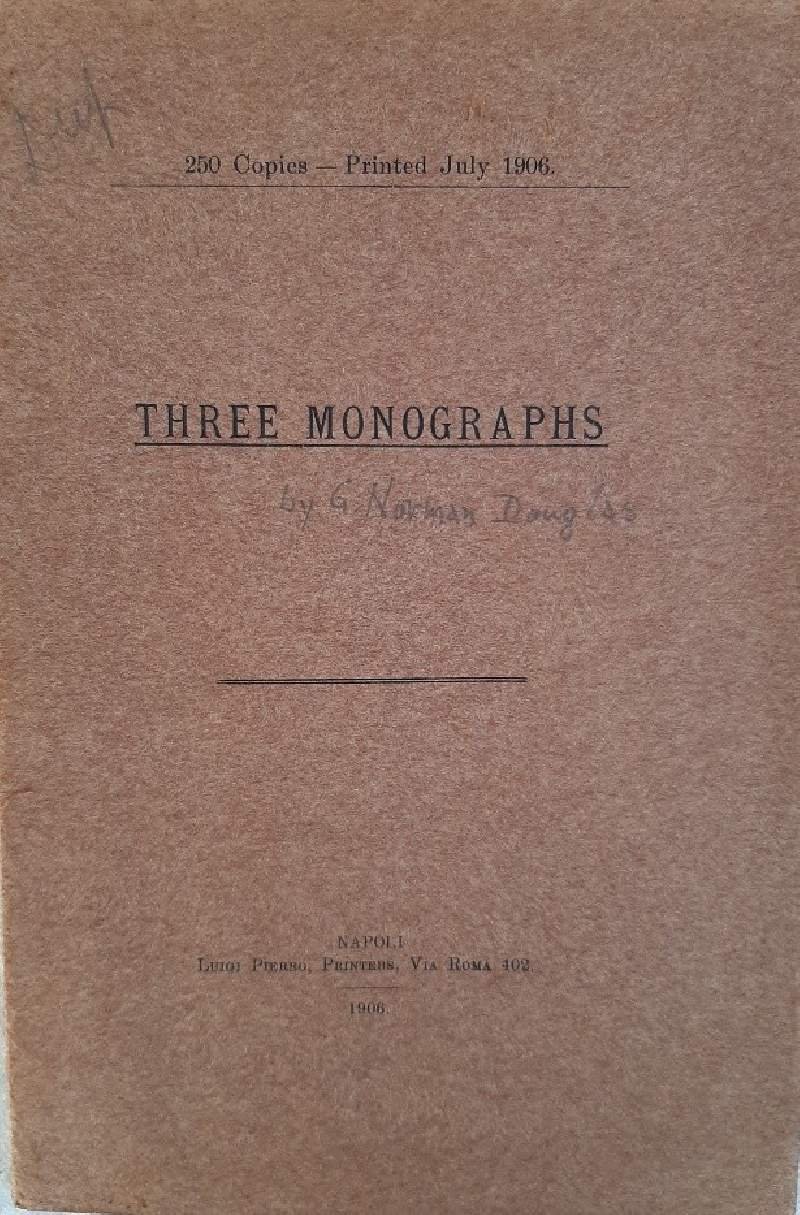 250 Copies — Printed July 1906.
THREE MONOGRAPHS
by G Norman Douglas
NAPOLI
Luigi Pierro, Printers, Via Roma 402.
1906.